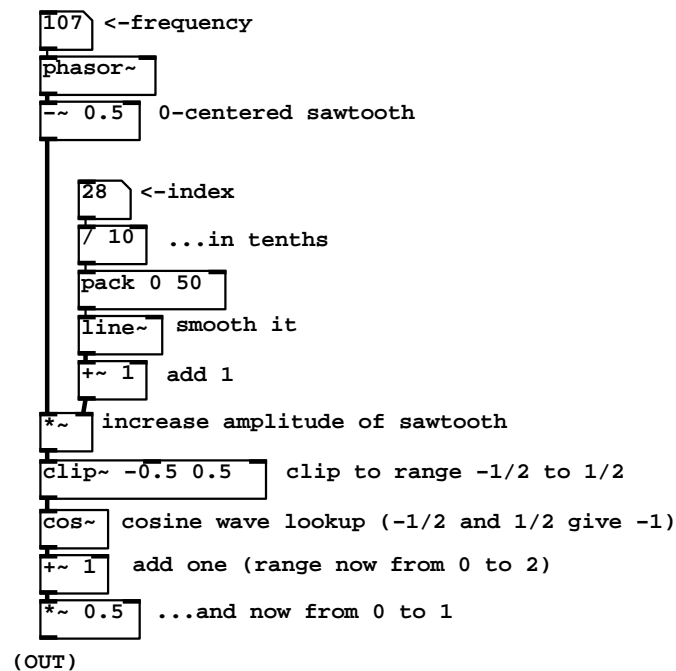 107 <-frequency
phasor~
-~ 0.5 0-centered sawtooth
28 <-index
/ 10 ...in tenths
pack 0 50
line~ smooth it
+~ 1 add 1
*~ increase amplitude of sawtooth
clip~ -0.5 0.5 clip to range -1/2 to 1/2
cos~ cosine wave lookup (-1/2 and 1/2 give -1)
+~ 1 add one (range now from 0 to 2)
*~ 0.5 ...and now from 0 to 1
(OUT)